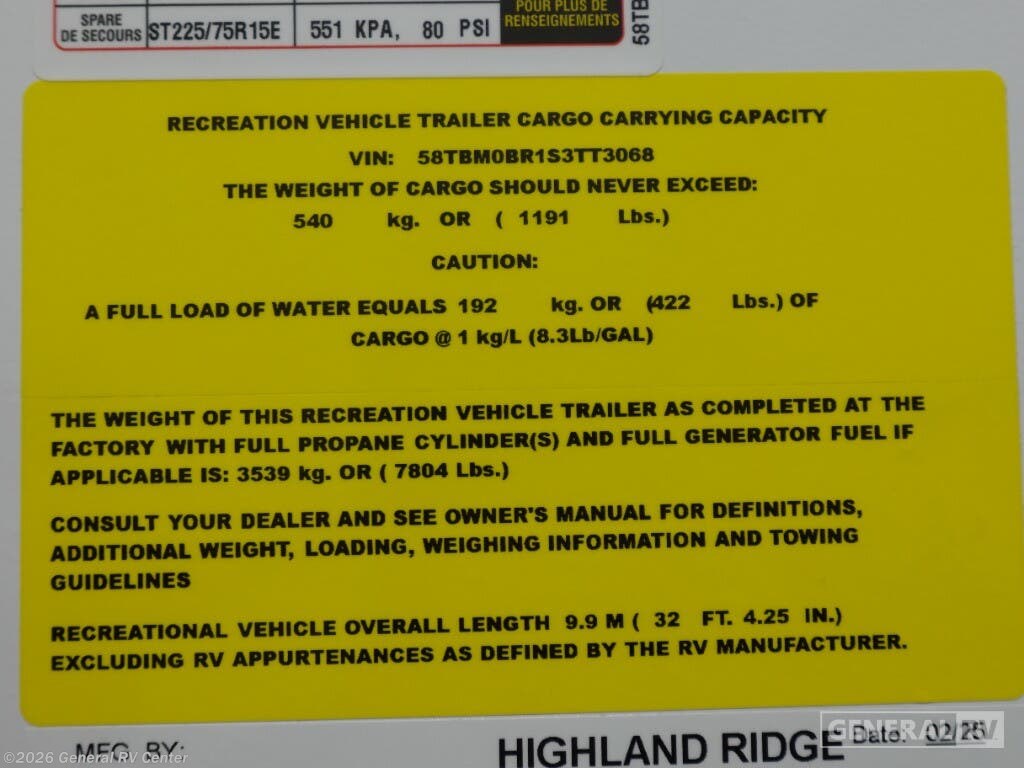 SPARE
DE SECOURS
ST225/75R15E
551 KPA, 80 PSI
POUR PLUS DE
RENSEIGNEMENTS
58TB
RECREATION VEHICLE TRAILER CARGO CARRYING CAPACITY
VIN: 58TBM0BR1S3TT3068
THE WEIGHT OF CARGO SHOULD NEVER EXCEED:
540 kg. OR ( 1191 Lbs.)
CAUTION:
A FULL LOAD OF WATER EQUALS 192 kg. OR (422 Lbs.) OF
CARGO @ 1 kg/L (8.3Lb/GAL)
THE WEIGHT OF THIS RECREATION VEHICLE TRAILER AS COMPLETED AT THE
FACTORY WITH FULL PROPANE CYLINDER(S) AND FULL GENERATOR FUEL IF
APPLICABLE IS: 3539 kg. OR ( 7804 Lbs.)
CONSULT YOUR DEALER AND SEE OWNER'S MANUAL FOR DEFINITIONS,
ADDITIONAL WEIGHT, LOADING, WEIGHING INFORMATION AND TOWING
GUIDELINES
RECREATIONAL VEHICLE OVERALL LENGTH 9.9 M ( 32 FT. 4.25 IN.)
EXCLUDING RV APPURTENANCES AS DEFINED BY THE RV MANUFACTURER.
GENERAL RV
MFG. BY: HIGHLAND RIDGE Date: 02/25
©2026 General RV Center